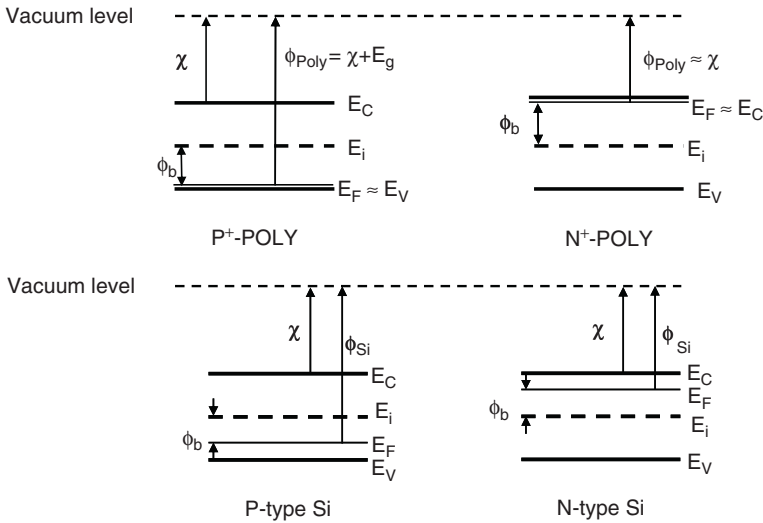 Vacuum level
χ
ϕPoly = χ+Eg
ϕPoly ≈ χ
EC
EF ≈ EC
ϕb
Ei
Ei
ϕb
EF ≈ EV
EV
P+-POLY
N+-POLY
Vacuum level
χ
ϕSi
χ
ϕSi
EC
EC
EF
Ei
ϕb
Ei
ϕb
EF
EV
EV
P-type Si
N-type Si